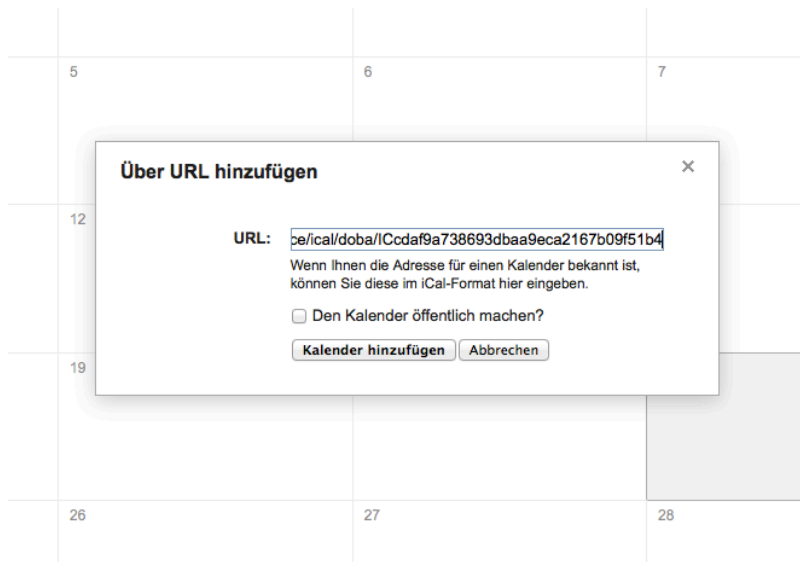 5 6 7
Über URL hinzufügen ×
12
URL: ce/ical/doba/ICcdaf9a738693dbaa9eca2167b09f51b4
Wenn Ihnen die Adresse für einen Kalender bekannt ist,
können Sie diese im iCal-Format hier eingeben.
Den Kalender öffentlich machen?
Kalender hinzufügen Abbrechen
19
26 27 28